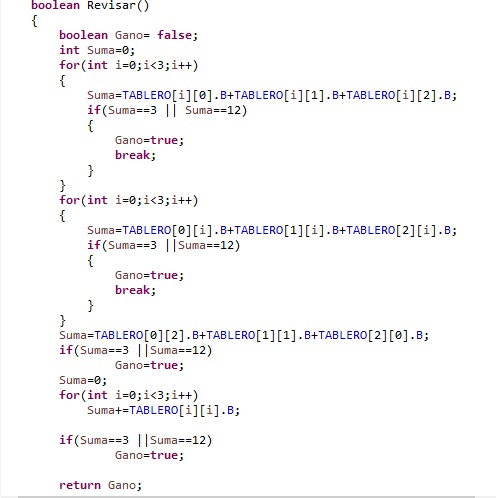 boolean Revisar()
{
boolean Gano= false;
int Suma=0;
for(int i=0;i<3;i++)
{
Suma=TABLERO[i][0].B+TABLERO[i][1].B+TABLERO[i][2].B;
if(Suma==3 || Suma==12)
{
Gano=true;
break;
}
}
for(int i=0;i<3;i++)
{
Suma=TABLERO[0][i].B+TABLERO[1][i].B+TABLERO[2][i].B;
if(Suma==3 ||Suma==12)
{
Gano=true;
break;
}
}
Suma=TABLERO[0][2].B+TABLERO[1][1].B+TABLERO[2][0].B;
if(Suma==3 ||Suma==12)
Gano=true;
Suma=0;
for(int i=0;i<3;i++)
Suma+=TABLERO[i][i].B;
if(Suma==3 ||Suma==12)
Gano=true;
return Gano;